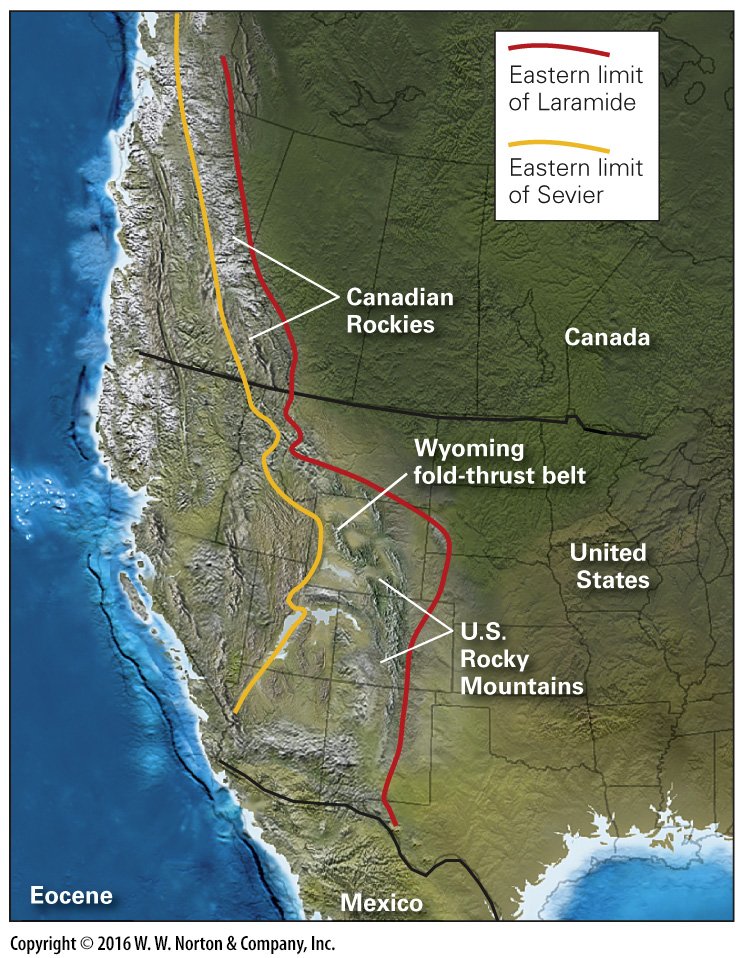 Eastern limit
of Laramide
Eastern limit
of Sevier
Canadian
Rockies
Canada
Wyoming
fold-thrust belt
United
States
U.S.
Rocky
Mountains
Eocene
Mexico
Copyright © 2016 W. W. Norton & Company, Inc.